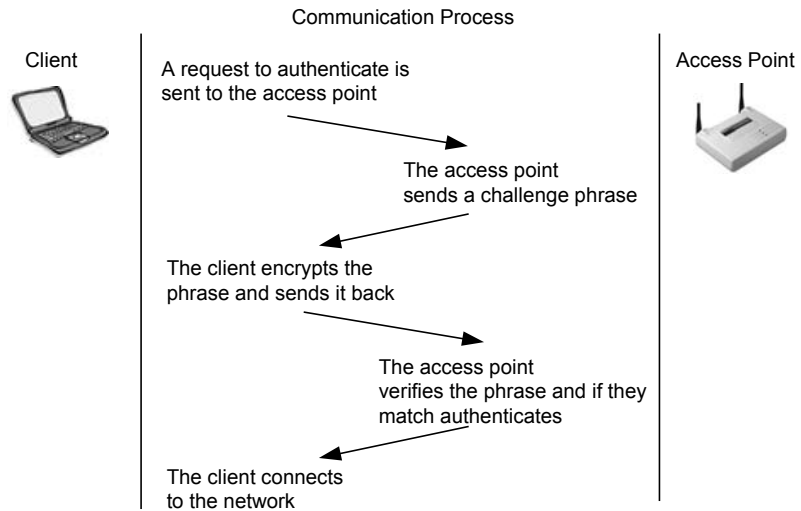 Communication Process
Client
Access Point
A request to authenticate is
sent to the access point
The access point
sends a challenge phrase
The client encrypts the
phrase and sends it back
The access point
verifies the phrase and if they
match authenticates
The client connects
to the network